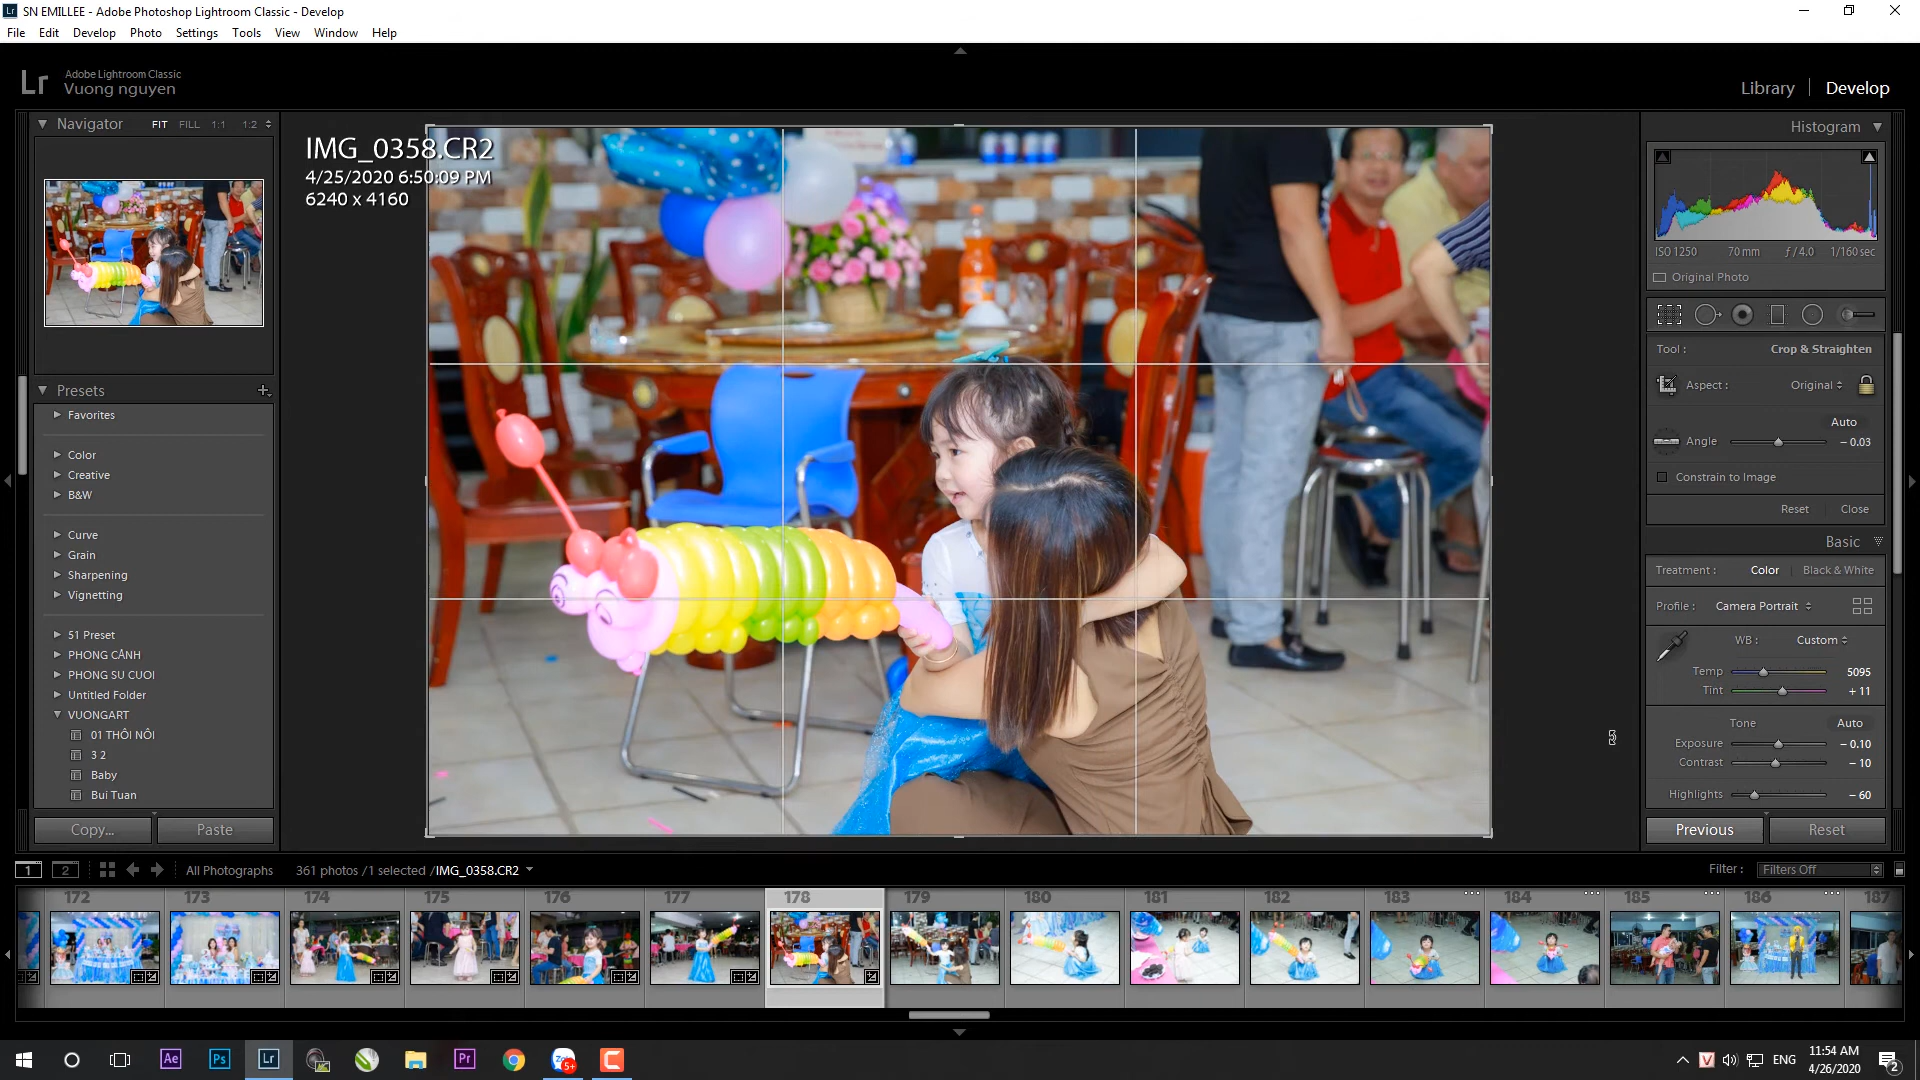 SN EMILLEE - Adobe Photoshop Lightroom Classic - Develop
File Edit Develop Photo Settings Tools View Window Help
Lr
Adobe Lightroom Classic
Vuong nguyen
Library Develop
Navigator FIT FILL 1:1 1:2
Presets
Favorites
Color
Creative
B&W
Curve
Grain
Sharpening
Vignetting
51 Preset
PHONG CẢNH
PHONG SU CUOI
Untitled Folder
VUONGART
01 THÔI NÔI
3 2
Baby
Bui Tuan
Copy... Paste
IMG_0358.CR2
4/25/2020 6:50:09 PM
6240 x 4160
Histogram
ISO 1250 70 mm ƒ / 4.0 1/160 sec
Original Photo
Tool : Crop & Straighten
Aspect : Original
Auto
Angle – 0.03
Constrain to Image
Reset Close
Basic
Treatment : Color Black & White
Profile : Camera Portrait
WB : Custom
Temp 5095
Tint + 11
Tone Auto
Exposure – 0.10
Contrast – 10
Highlights – 60
Previous Reset
1 2 All Photographs 361 photos / 1 selected / IMG_0358.CR2 Filter : Filters Off
172 173 174 175 176 177 178 179 180 181 182 183 184 185 186 187
Ae Ps Lr Pr Zalo 5+ C V ENG
11:54 AM
4/26/2020
2